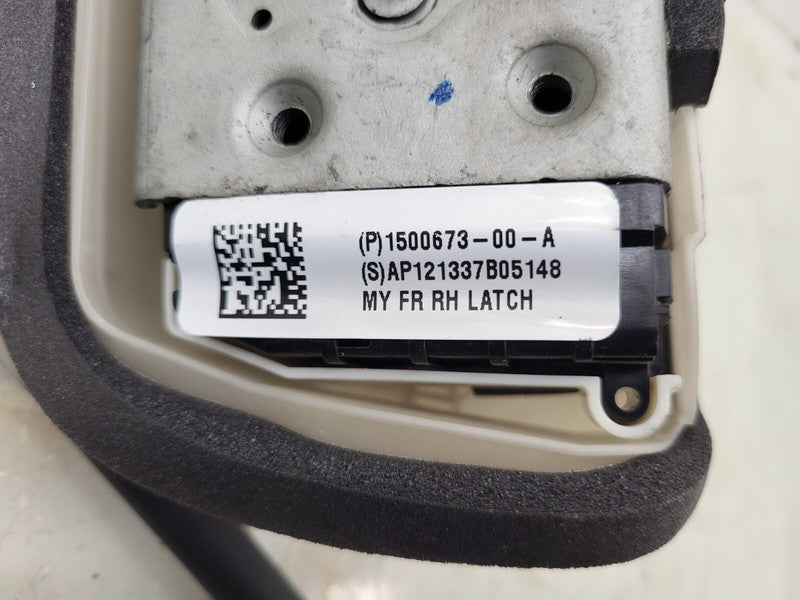 (P)1500673-00-A
(S)AP121337B05148
MY FR RH LATCH